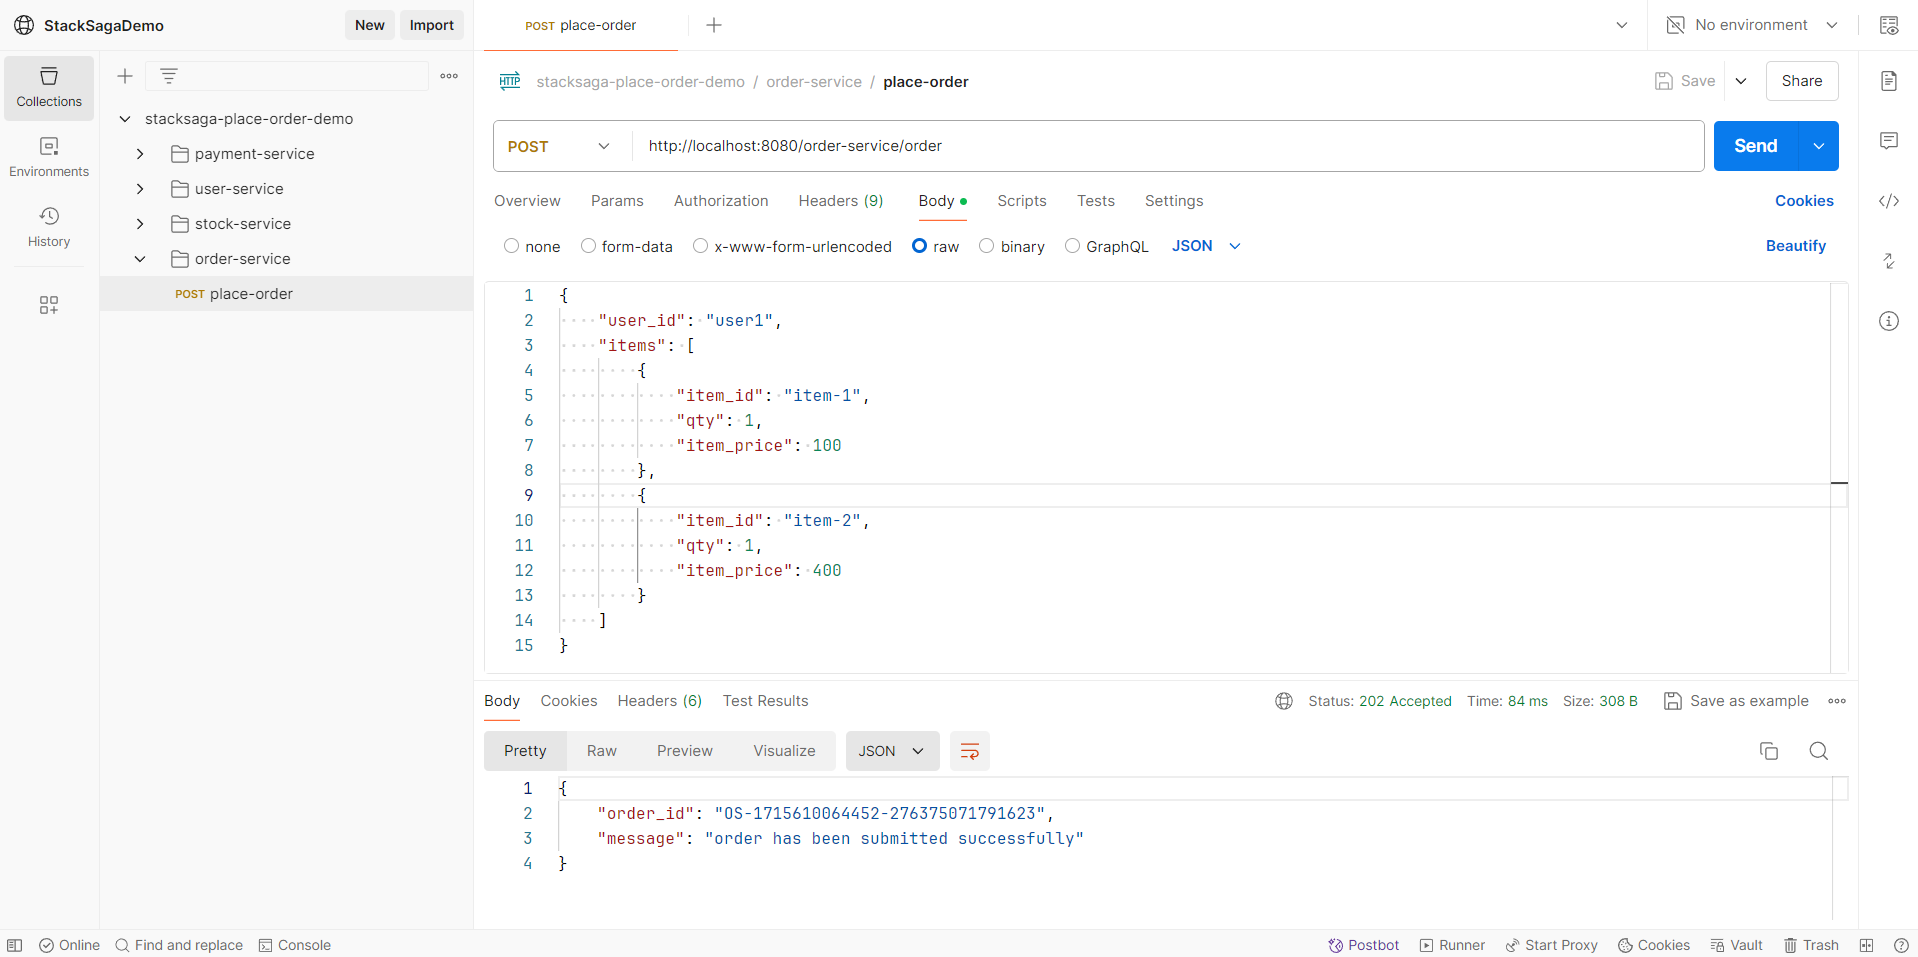 StackSagaDemo
New
Import
POST place-order
No environment
Collections
Environments
History
stacksaga-place-order-demo
payment-service
user-service
stock-service
order-service
POST place-order
HTTP stacksaga-place-order-demo / order-service / place-order
Save
Share
POST
http://localhost:8080/order-service/order
Send
Overview Params Authorization Headers (9) Body Scripts Tests Settings
Cookies
none form-data x-www-form-urlencoded raw binary GraphQL JSON
Beautify
1 {
2 "user_id": "user1",
3 "items": [
4 {
5 "item_id": "item-1",
6 "qty": 1,
7 "item_price": 100
8 },
9 {
10 "item_id": "item-2",
11 "qty": 1,
12 "item_price": 400
13 }
14 ]
15 }
Body Cookies Headers (6) Test Results
Status: 202 Accepted Time: 84 ms Size: 308 B
Save as example
Pretty Raw Preview Visualize JSON
1 {
2 "order_id": "OS-1715610064452-276375071791623",
3 "message": "order has been submitted successfully"
4 }
Online Find and replace Console
Postbot Runner Start Proxy Cookies Vault Trash